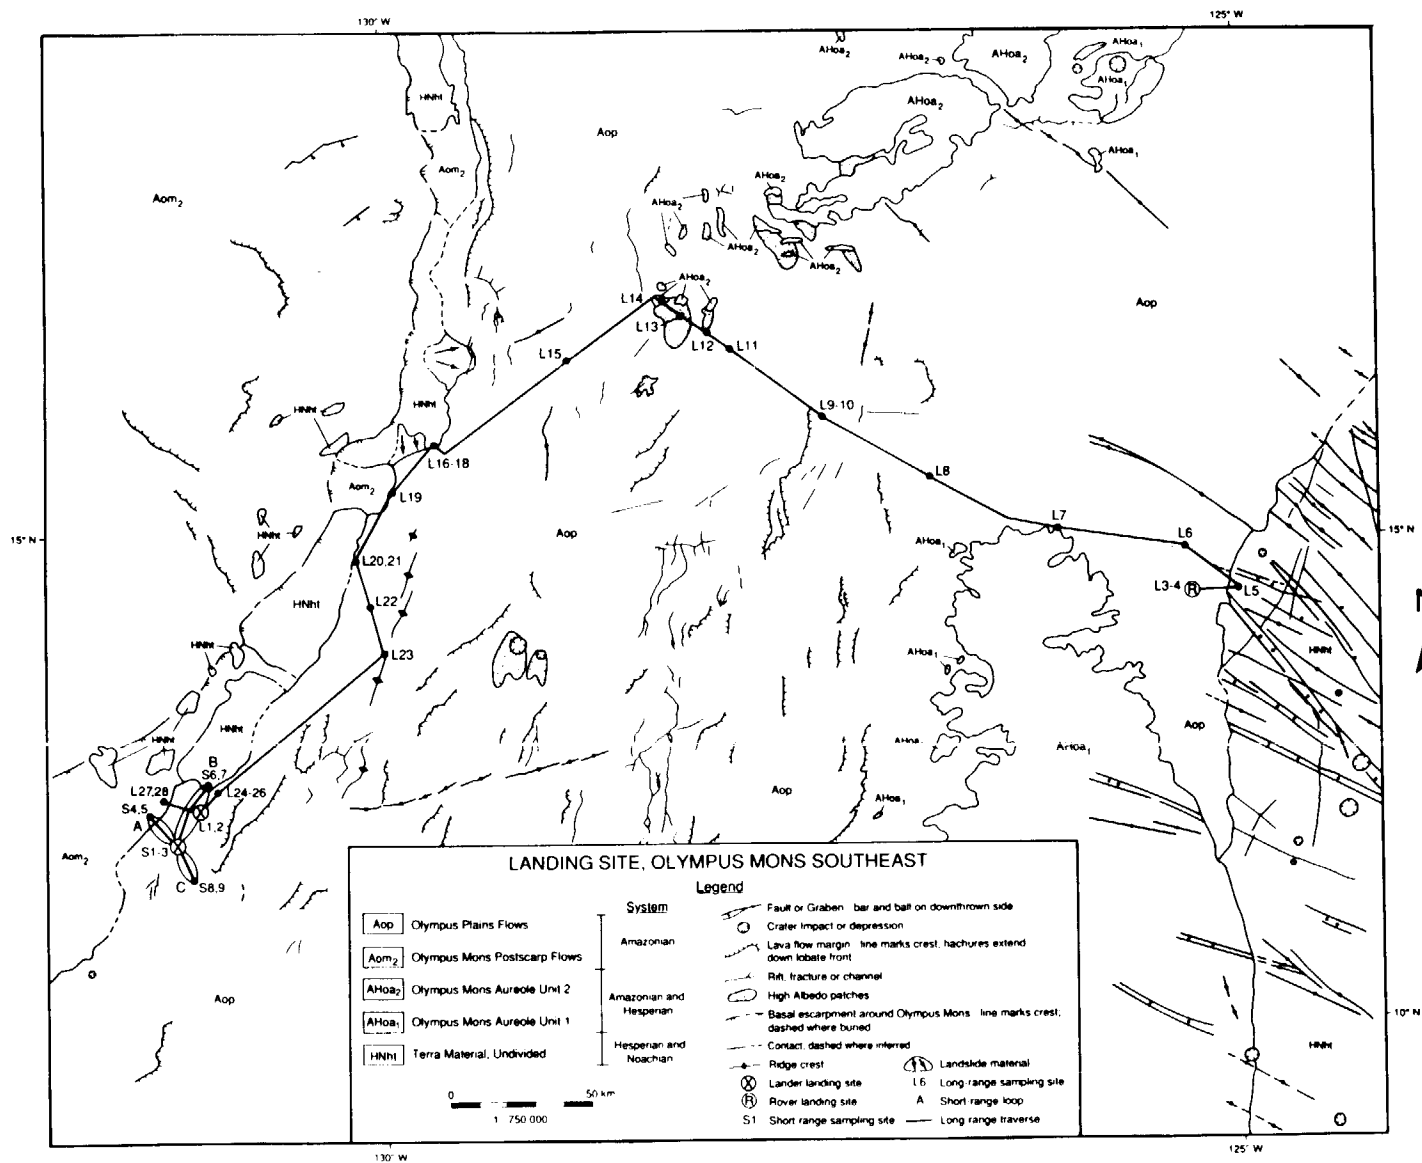 130° W
125° W
AHoa2
AHoa2
AHoa2
AHoa1
AHoa1
HNht
AHoa2
Aop
AHoa1
Aom2
Aom2
AHoa2
AHoa2
AHoa2
AHoa2
AHoa2
Aop
L14
L13
L12
L11
L15
HNht
HNht
L9-10
L16-18
L8
Aom2
L19
L7
15° N
HNht
Aop
AHoa1
L6
15° N
L20,21
L3-4
R
L5
HNht
L22
N
HNht
L23
AHoa1
HNht
HNht
HNht
Aop
AHoa1
B
S6,7
L27,28
L24-26
Aop
S4,5
A
L1,2
AHoa1
S1-3
Aom2
C
S8,9
Aop
10° N
HNht
LANDING SITE, OLYMPUS MONS SOUTHEAST
Legend
System
Aop Olympus Plains Flows
Aom2 Olympus Mons Postscarp Flows
AHoa2 Olympus Mons Aureole Unit 2
AHoa1 Olympus Mons Aureole Unit 1
HNht Terra Material, Undivided
Amazonian
Amazonian and
Hesperian
Hesperian and
Noachian
0 50 km
1 750 000
Fault or Graben bar and ball on downthrown side
Crater Impact or depression
Lava flow margin line marks crest, hachures extend
down lobate front
Rift, fracture or channel
High Albedo patches
Basal escarpment around Olympus Mons line marks crest;
dashed where buried
Contact, dashed where inferred
Ridge crest
Lander landing site
R Rover landing site
S1 Short range sampling site
Landslide material
L6 Long-range sampling site
A Short-range loop
Long range traverse
130° W
125° W